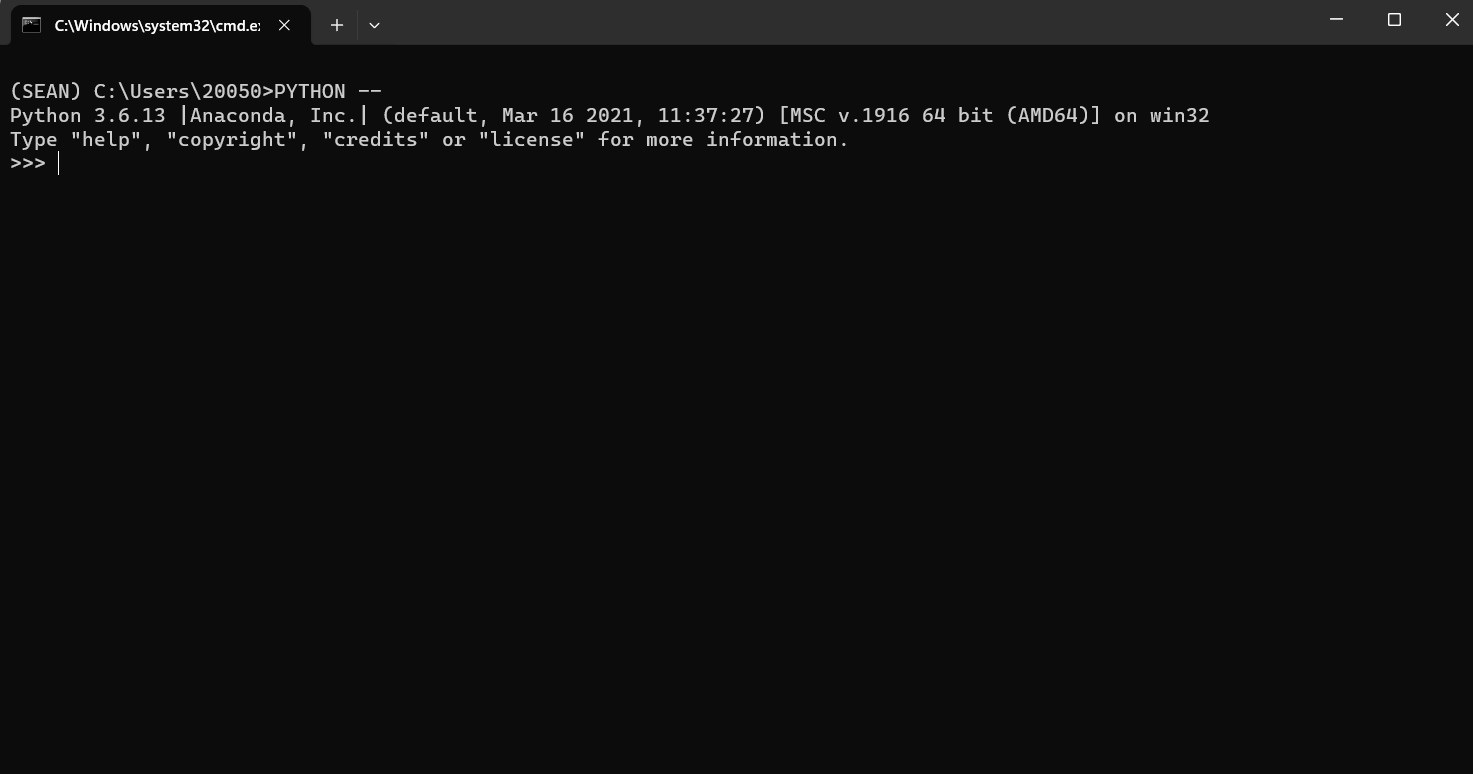 C:\Windows\system32\cmd.e
(SEAN) C:\Users\20050>PYTHON --
Python 3.6.13 |Anaconda, Inc.| (default, Mar 16 2021, 11:37:27) [MSC v.1916 64 bit (AMD64)] on win32
Type "help", "copyright", "credits" or "license" for more information.
>>>